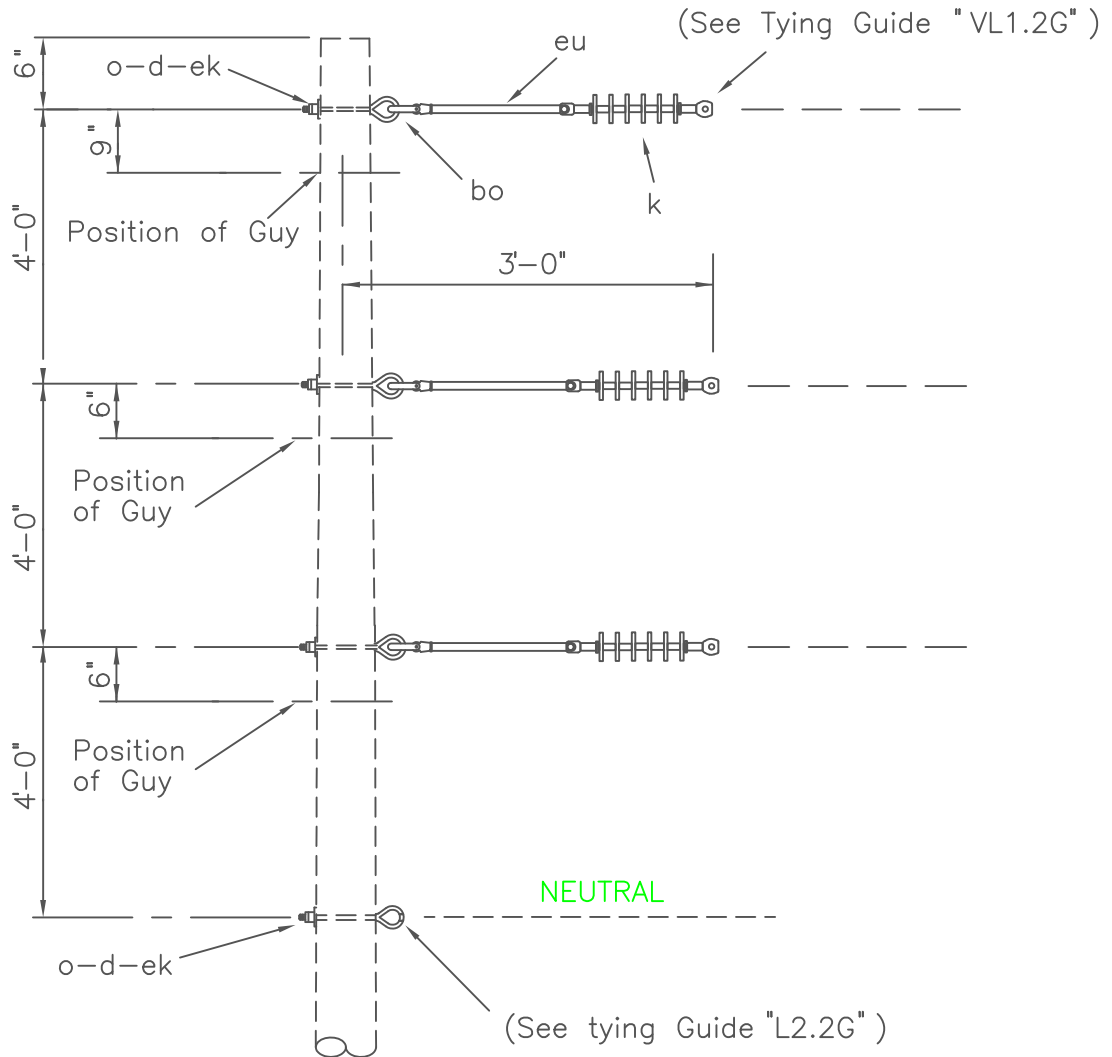 (See Tying Guide "VL1.2G")
eu
6"
o-d-ek
9"
bo
k
Position of Guy
4'-0"
3'-0"
6"
Position
of Guy
4'-0"
6"
Position
of Guy
4'-0"
NEUTRAL
o-d-ek
(See tying Guide "L2.2G")